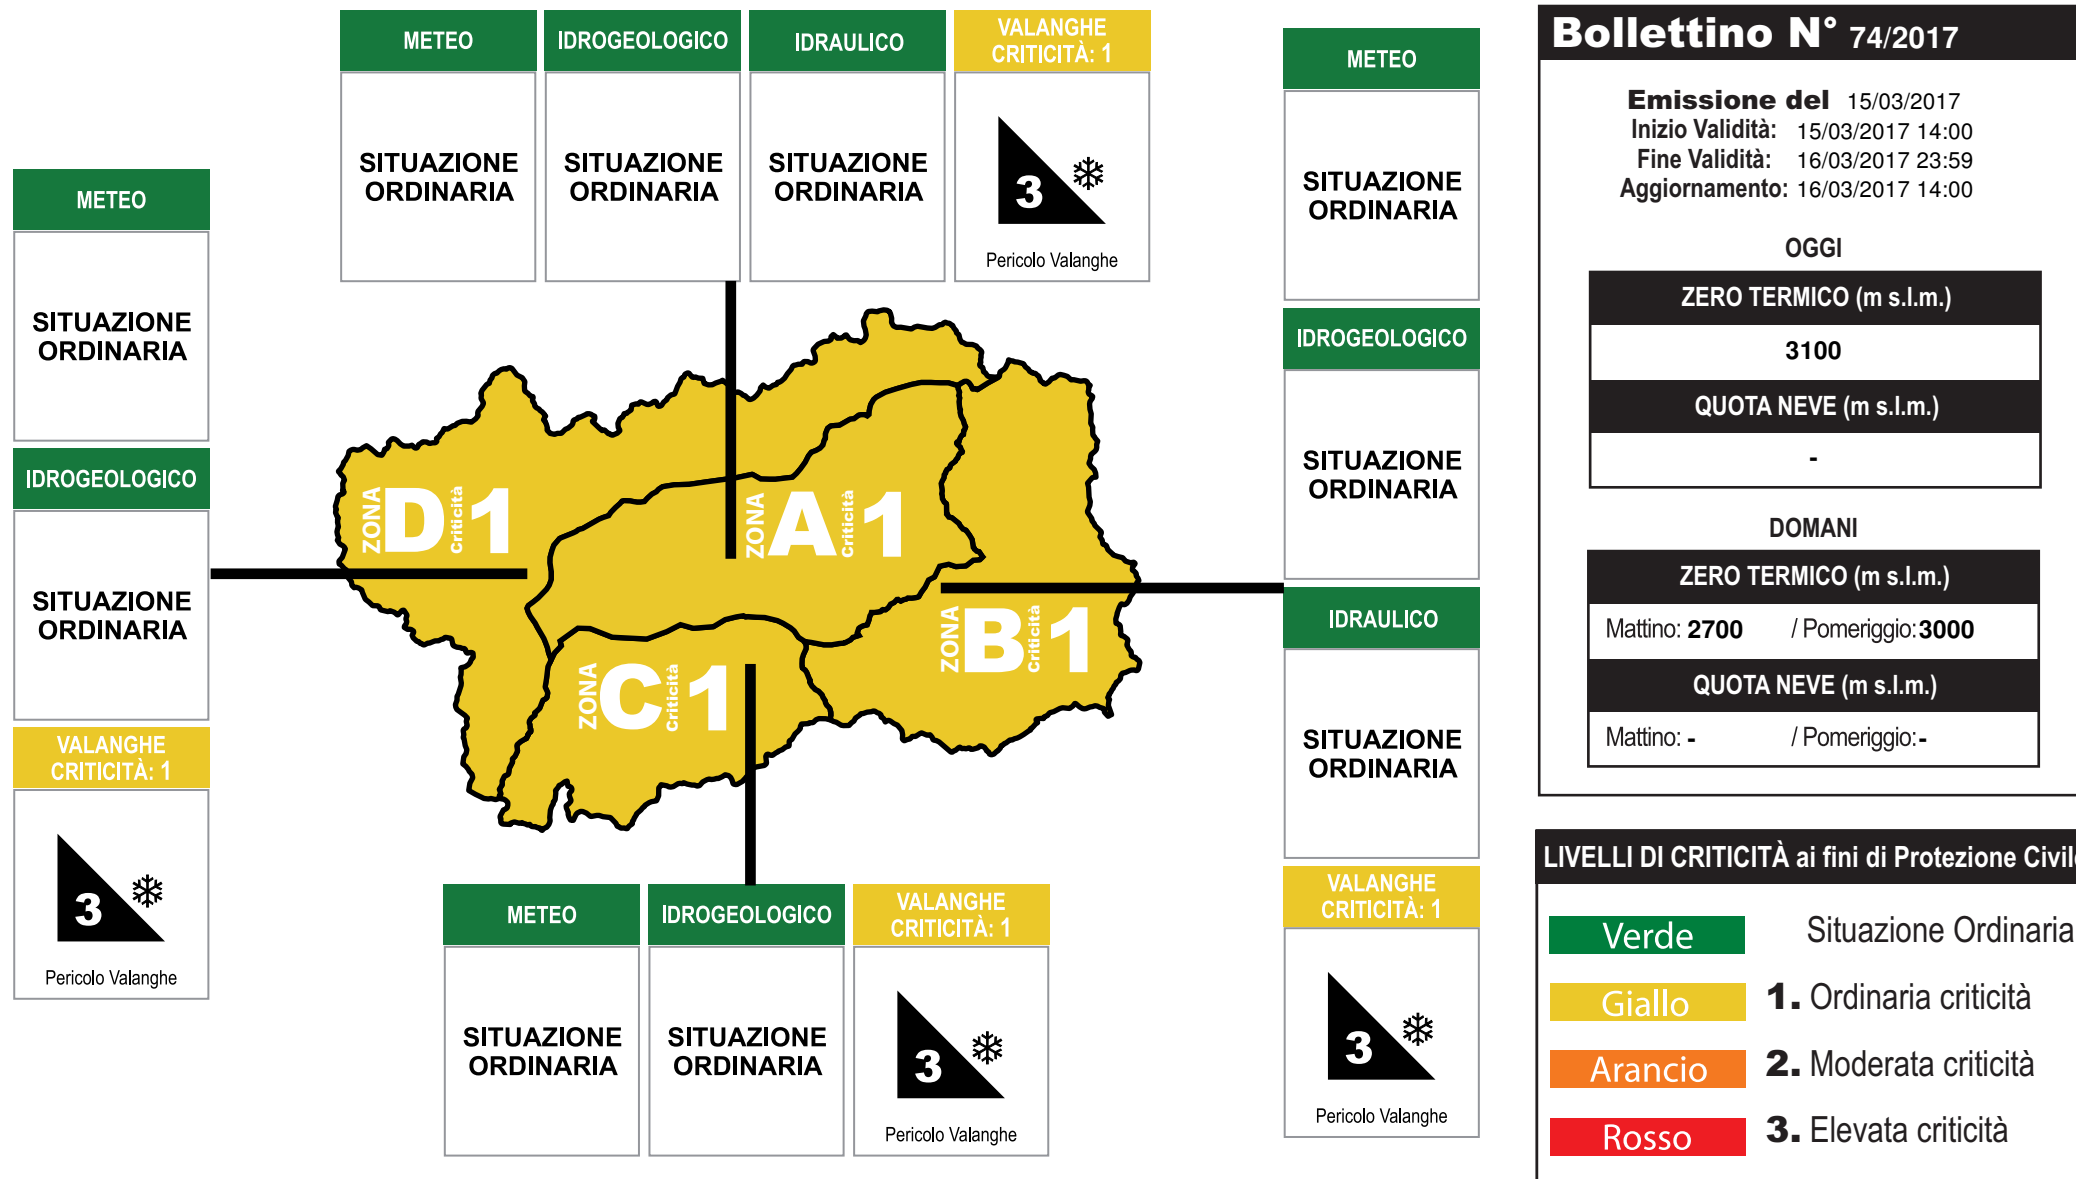 METEO
IDROGEOLOGICO
IDRAULICO
VALANGHE
CRITICITÀ: 1
SITUAZIONE
ORDINARIA
SITUAZIONE
ORDINARIA
SITUAZIONE
ORDINARIA
3
Pericolo Valanghe
METEO
SITUAZIONE
ORDINARIA
IDROGEOLOGICO
SITUAZIONE
ORDINARIA
VALANGHE
CRITICITÀ: 1
3
Pericolo Valanghe
ZONA D Criticità 1
ZONA A Criticità 1
ZONA B Criticità 1
ZONA C Criticità 1
METEO
IDROGEOLOGICO
VALANGHE
CRITICITÀ: 1
SITUAZIONE
ORDINARIA
SITUAZIONE
ORDINARIA
3
Pericolo Valanghe
METEO
SITUAZIONE
ORDINARIA
IDROGEOLOGICO
SITUAZIONE
ORDINARIA
IDRAULICO
SITUAZIONE
ORDINARIA
VALANGHE
CRITICITÀ: 1
3
Pericolo Valanghe
Bollettino N° 74/2017
Emissione del 15/03/2017
Inizio Validità: 15/03/2017 14:00
Fine Validità: 16/03/2017 23:59
Aggiornamento: 16/03/2017 14:00
OGGI
ZERO TERMICO (m s.l.m.)
3100
QUOTA NEVE (m s.l.m.)
-
DOMANI
ZERO TERMICO (m s.l.m.)
Mattino: 2700 / Pomeriggio: 3000
QUOTA NEVE (m s.l.m.)
Mattino: - / Pomeriggio: -
LIVELLI DI CRITICITÀ ai fini di Protezione Civile
Verde Situazione Ordinaria
Giallo 1. Ordinaria criticità
Arancio 2. Moderata criticità
Rosso 3. Elevata criticità